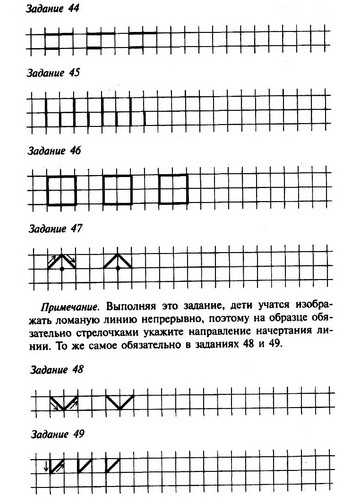 Задание 44
Задание 45
Задание 46
Задание 47
Примечание. Выполняя это задание, дети учатся изобра-
жать ломаную линию непрерывно, поэтому на образце обя-
зательно стрелочками укажите направление начертания ли-
нии. То же самое обязательно в заданиях 48 и 49.
Задание 48
Задание 49